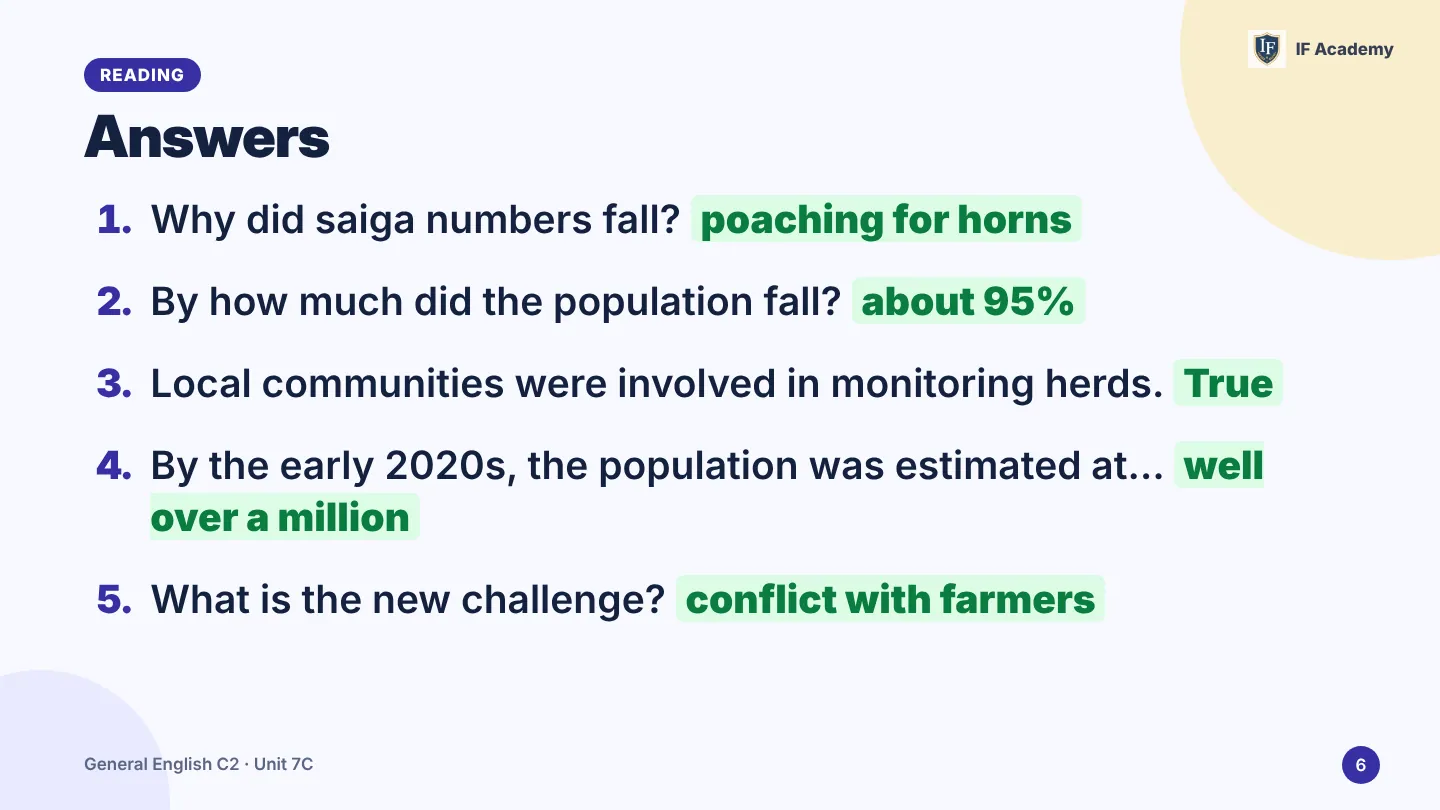 IF Academy
READING
Answers
1. Why did saiga numbers fall? poaching for horns
2. By how much did the population fall? about 95%
3. Local communities were involved in monitoring herds. True
4. By the early 2020s, the population was estimated at… well
over a million
5. What is the new challenge? conflict with farmers
General English C2 · Unit 7C
6